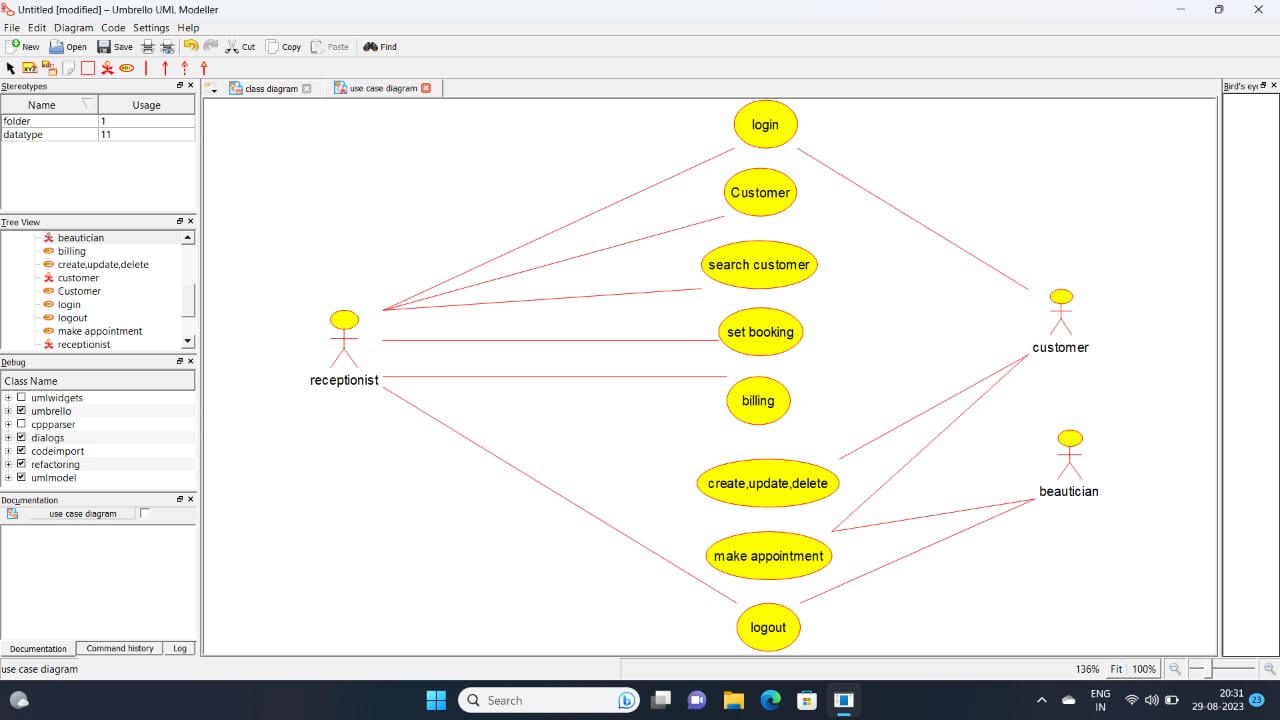 Untitled [modified] – Umbrello UML Modeller
File Edit Diagram Code Settings Help
New Open Save Cut Copy Paste Find
Stereotypes
class diagram use case diagram
Bird's eye
Name Usage
folder 1
datatype 11
Tree View
beautician
billing
create,update,delete
customer
Customer
login
logout
make appointment
receptionist
Debug
Class Name
umlwidgets
umbrello
cppparser
dialogs
codeimport
refactoring
umlmodel
Documentation
use case diagram
Documentation Command history Log
login
Customer
search customer
set booking
receptionist
billing
customer
create,update,delete
beautician
make appointment
logout
use case diagram
136% Fit 100%
Search
ENG
IN
20:31
29-08-2023
23